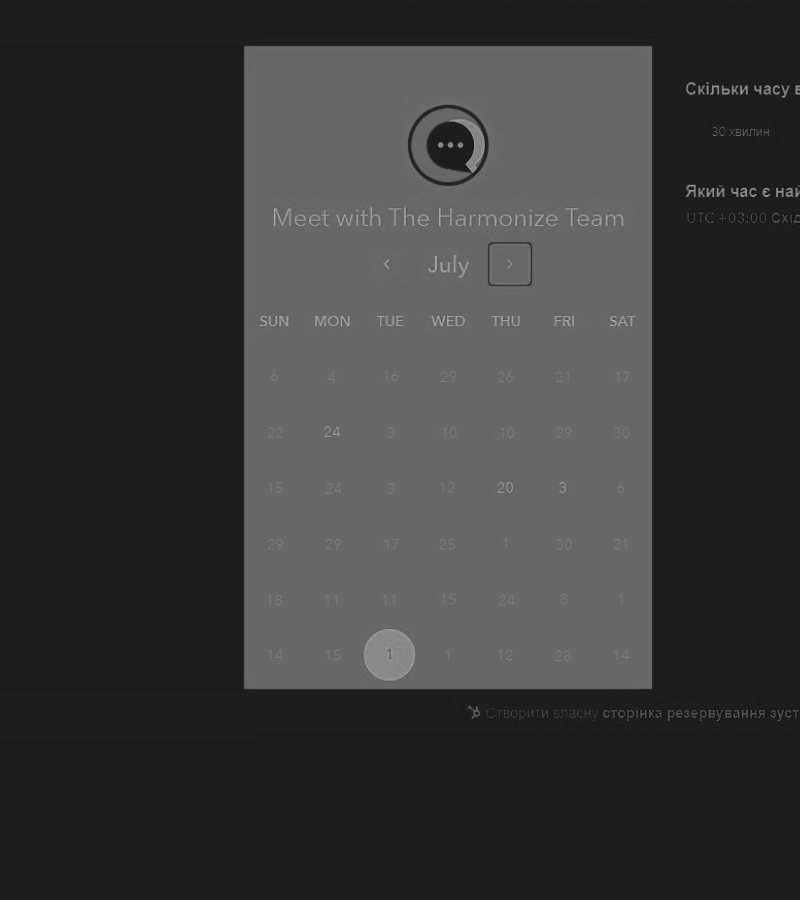 Meet with The Harmonize Team
July
SUN MON TUE WED THU FRI SAT
6 4 16 29 26 21 17
22 24 3 10 10 29 30
15 24 3 12 20 3 6
29 29 17 25 1 30 21
18 11 11 15 24 8 1
14 15 1 1 12 28 14
Скільки часу в
30 хвилин
Який час є най
UTC +03:00 Схід
Створити власну сторінка резервування зуст